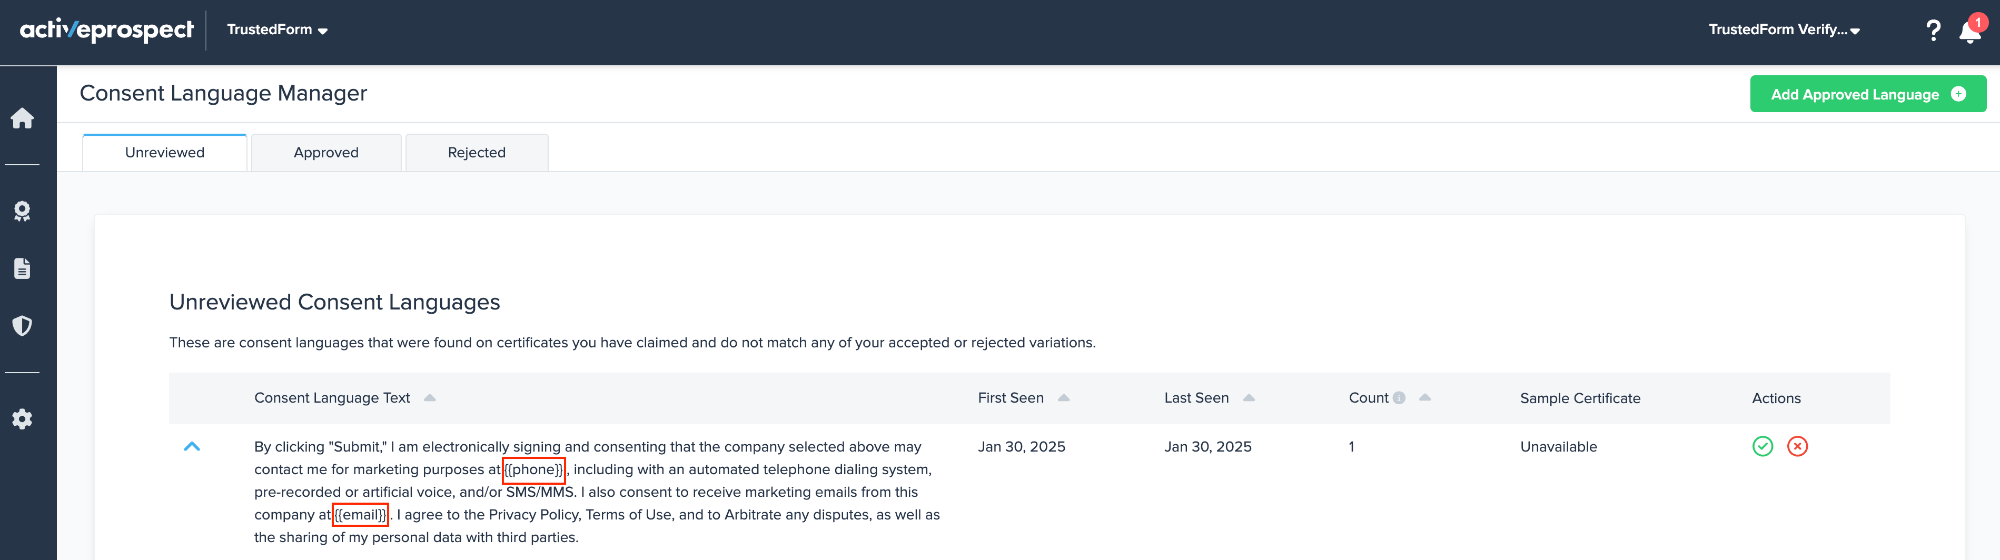 activeprospect
TrustedForm
TrustedForm Verify...
?
1
Consent Language Manager
Add Approved Language
Unreviewed
Approved
Rejected
Unreviewed Consent Languages
These are consent languages that were found on certificates you have claimed and do not match any of your accepted or rejected variations.
Consent Language Text
First Seen
Last Seen
Count
Sample Certificate
Actions
By clicking "Submit," I am electronically signing and consenting that the company selected above may
contact me for marketing purposes at {{phone}}, including with an automated telephone dialing system,
pre-recorded or artificial voice, and/or SMS/MMS. I also consent to receive marketing emails from this
company at {{email}}. I agree to the Privacy Policy, Terms of Use, and to Arbitrate any disputes, as well as
the sharing of my personal data with third parties.
Jan 30, 2025
Jan 30, 2025
1
Unavailable